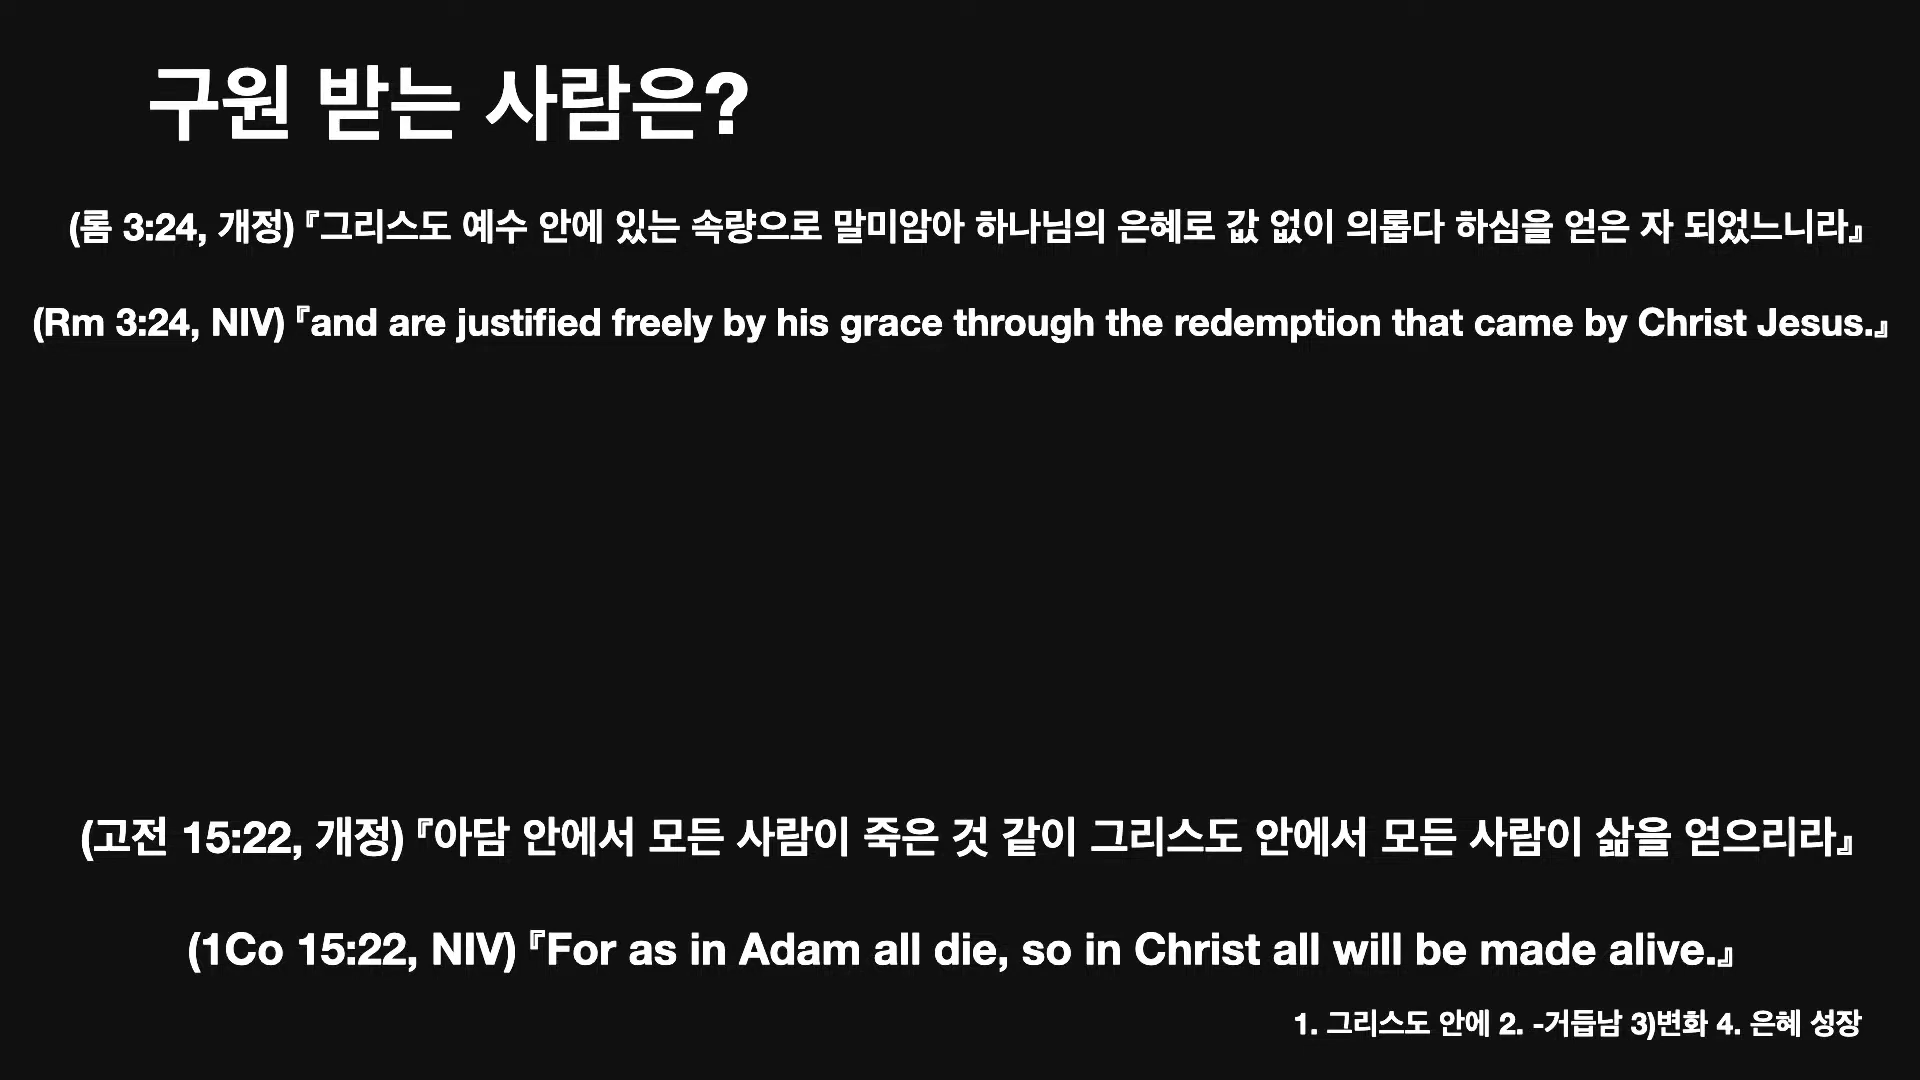 구원 받는 사람은?
(롬 3:24, 개정)『그리스도 예수 안에 있는 속량으로 말미암아 하나님의 은혜로 값 없이 의롭다 하심을 얻은 자 되었느니라』
(Rm 3:24, NIV)『and are justified freely by his grace through the redemption that came by Christ Jesus.』
(고전 15:22, 개정)『아담 안에서 모든 사람이 죽은 것 같이 그리스도 안에서 모든 사람이 삶을 얻으리라』
(1Co 15:22, NIV)『For as in Adam all die, so in Christ all will be made alive.』
1. 그리스도 안에 2. -거듭남 3)변화 4. 은혜 성장